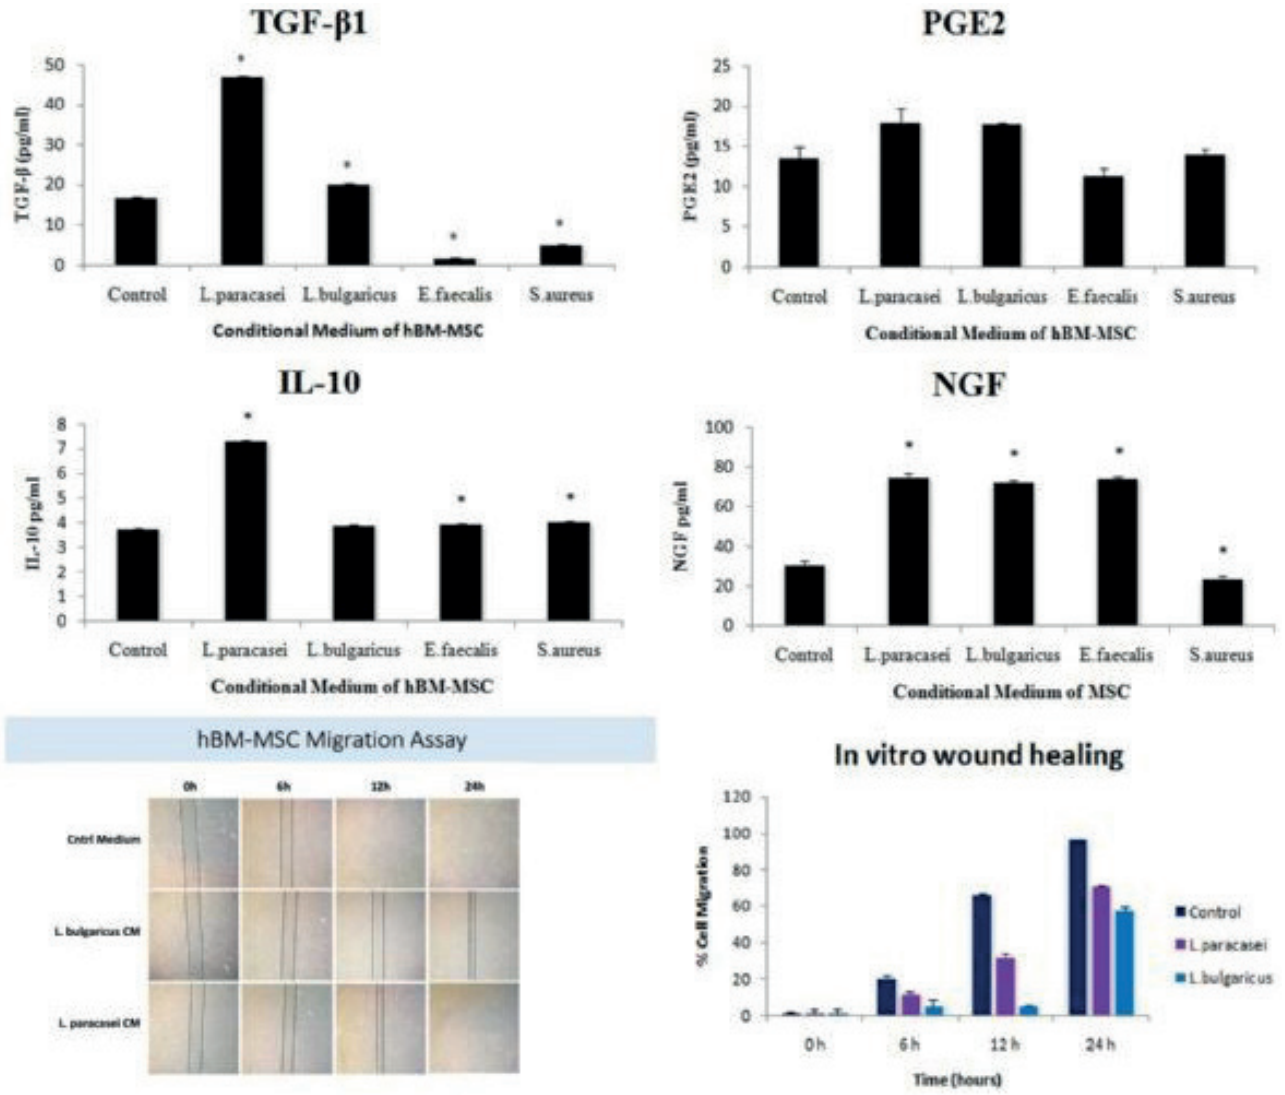 TGF-β1
50
40
30
20
10
0
TGF-β (pg/ml)
*
*
*
*
Control L.paracasei L.bulgaricus E.faecalis S.aureus
Conditional Medium of hBM-MSC
PGE2
25
20
15
10
5
0
PGE2 (pg/ml)
Control L.paracasei L.bulgaricus E.faecalis S.aureus
Conditional Medium of hBM-MSC
IL-10
8
7
6
5
4
3
2
1
0
IL-10 pg/ml
*
*
*
Control L.paracasei L.bulgaricus E.faecalis S.aureus
Conditional Medium of hBM-MSC
NGF
100
80
60
40
20
0
NGF pg/ml
*
*
*
*
Control L.paracasei L.bulgaricus E.faecalis S.aureus
Conditional Medium of MSC
hBM-MSC Migration Assay
0h 6h 12h 24h
Cntrl Medium
L. bulgaricus CM
L. paracasei CM
In vitro wound healing
120
100
80
60
40
20
0
% Cell Migration
0 h 6 h 12 h 24 h
Time (hours)
Control
L.paracasei
L.bulgaricus